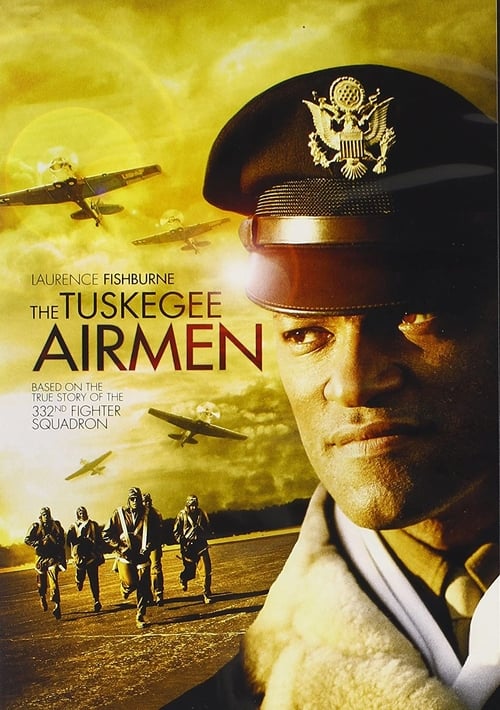 LAURENCE FISHBURNE
THE TUSKEGEE
AIRMEN
BASED ON THE
TRUE STORY OF THE
332ND FIGHTER
SQUADRON